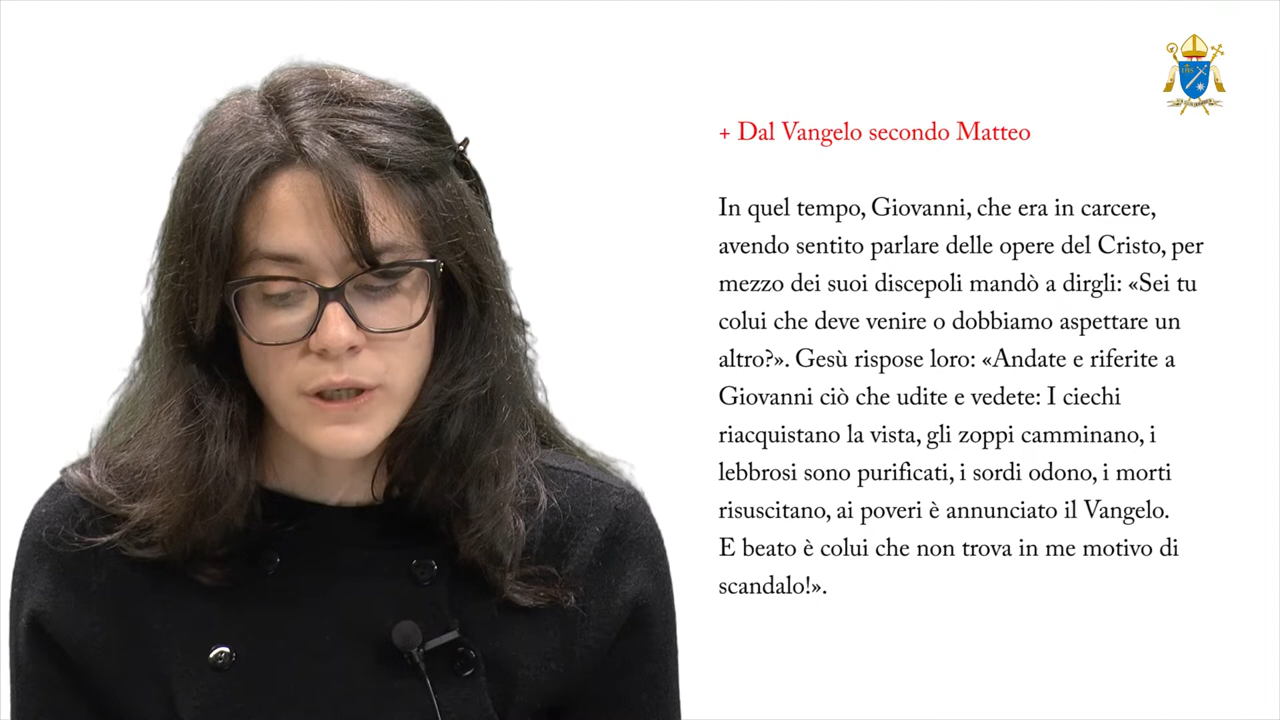 + Dal Vangelo secondo Matteo
In quel tempo, Giovanni, che era in carcere,
avendo sentito parlare delle opere del Cristo, per
mezzo dei suoi discepoli mandò a dirgli: «Sei tu
colui che deve venire o dobbiamo aspettare un
altro?». Gesù rispose loro: «Andate e riferite a
Giovanni ciò che udite e vedete: I ciechi
riacquistano la vista, gli zoppi camminano, i
lebbrosi sono purificati, i sordi odono, i morti
risuscitano, ai poveri è annunciato il Vangelo.
E beato è colui che non trova in me motivo di
scandalo!».